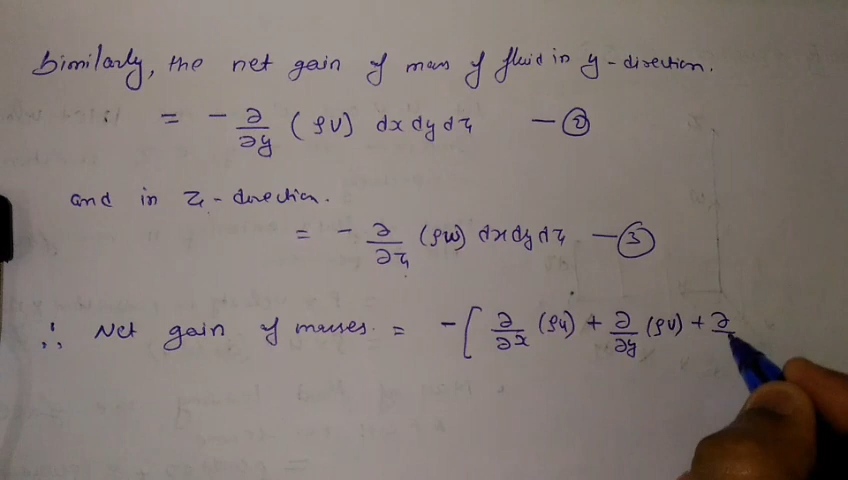 Similarly, the net gain of mass of fluid in y-direction.
= - ∂/∂y (ρv) dx dy dz — ②
and in z-direction.
= - ∂/∂z (ρw) dx dy dz — ③
∴ Net gain of masses = -[ ∂/∂x (ρu) + ∂/∂y (ρv) + ∂